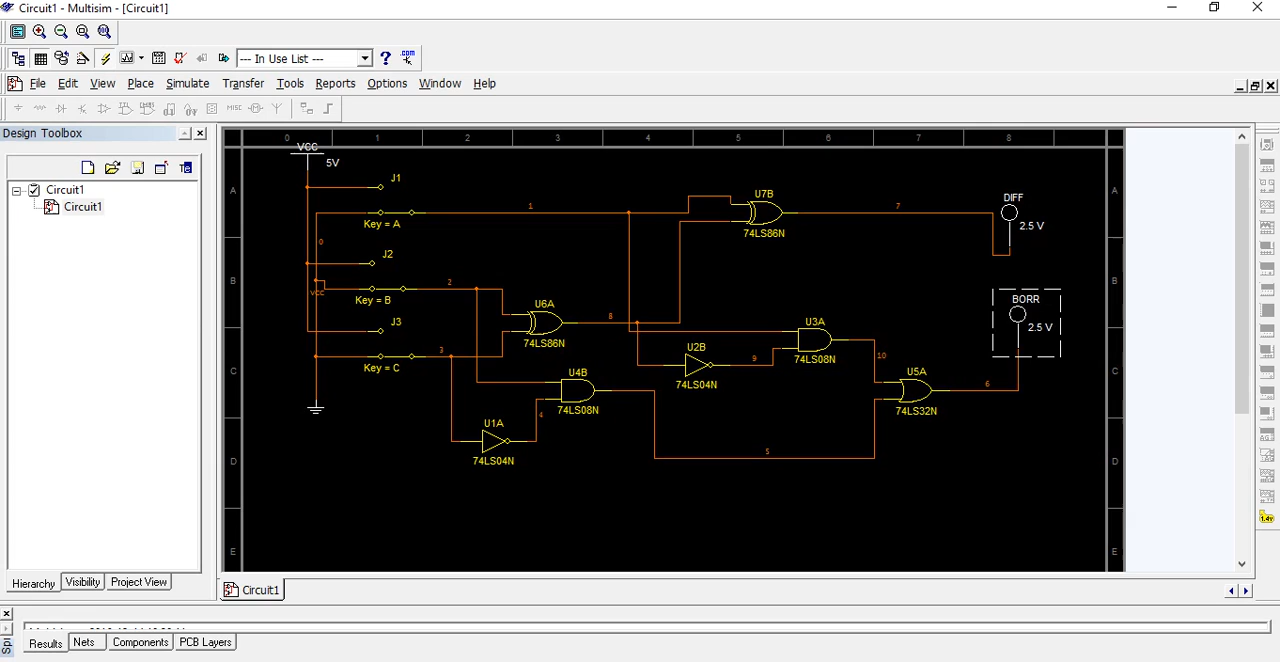 Circuit1 - Multisim - [Circuit1]
--- In Use List ---
File Edit View Place Simulate Transfer Tools Reports Options Window Help
MISC
Design Toolbox
Circuit1
Circuit1
0 1 2 3 4 5 6 7 8
A
B
C
D
E
A
B
C
D
E
VCC
5V
J1
Key = A
0
J2
VCC
Key = B
J3
Key = C
1
2
3
U7B
74LS86N
7
DIFF
2.5 V
BORR
2.5 V
U6A
74LS86N
8
U3A
74LS08N
U2B
74LS04N
9
10
U4B
74LS08N
4
U5A
74LS32N
6
U1A
74LS04N
5
Hierarchy Visibility Project View
Circuit1
Results Nets Components PCB Layers